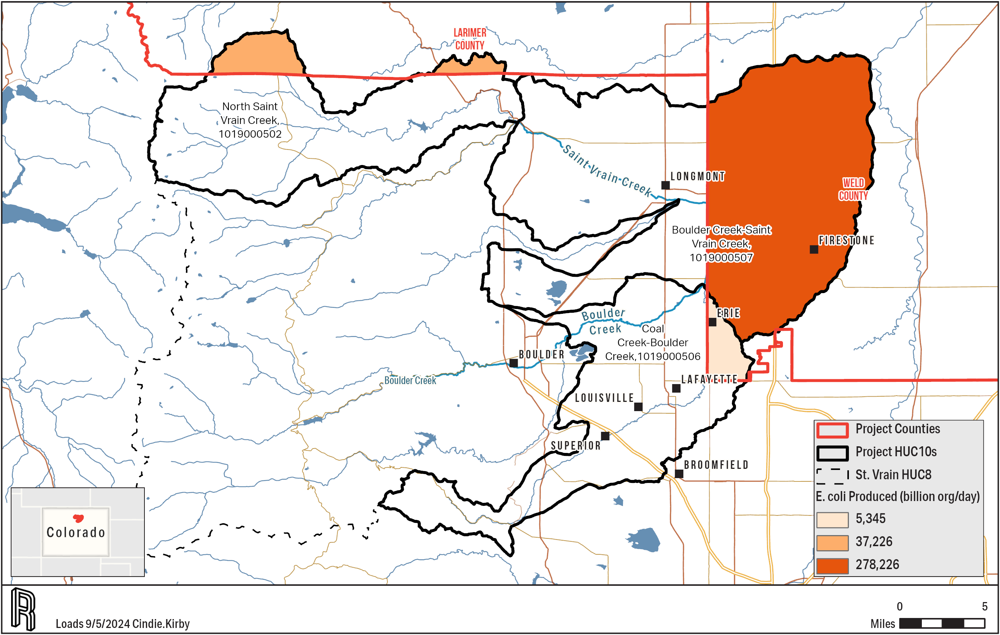 LARIMER
COUNTY
North Saint
Vrain Creek,
1019000502
Saint Vrain Creek
LONGMONT
WELD
COUNTY
Boulder Creek-Saint
Vrain Creek,
1019000507
FIRESTONE
ERIE
Boulder
Creek
Coal
Creek-Boulder
Creek,1019000506
BOULDER
Boulder Creek
LAFAYETTE
LOUISVILLE
SUPERIOR
BROOMFIELD
Project Counties
Project HUC10s
St. Vrain HUC8
E. coli Produced (billion org/day)
5,345
37,226
278,226
Colorado
R
Loads 9/5/2024 Cindie.Kirby
0 5
Miles